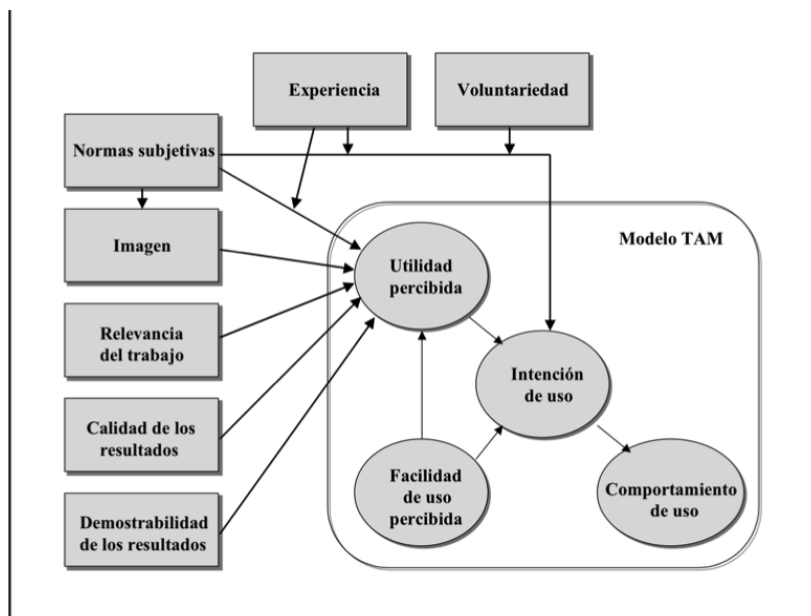 Experiencia
Voluntariedad
Normas subjetivas
Imagen
Modelo TAM
Utilidad
percibida
Relevancia
del trabajo
Intención
de uso
Calidad de los
resultados
Facilidad
de uso
percibida
Comportamiento
de uso
Demostrabilidad
de los resultados